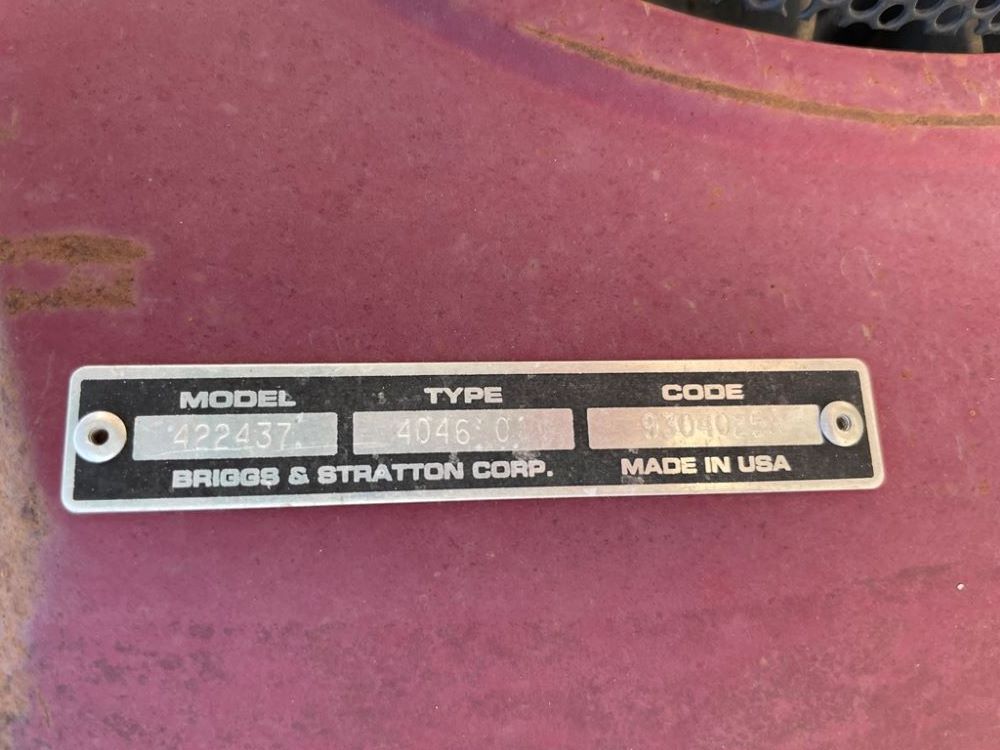 MODEL TYPE CODE
422437 4046
BRIGGS & STRATTON CORP. MADE IN USA